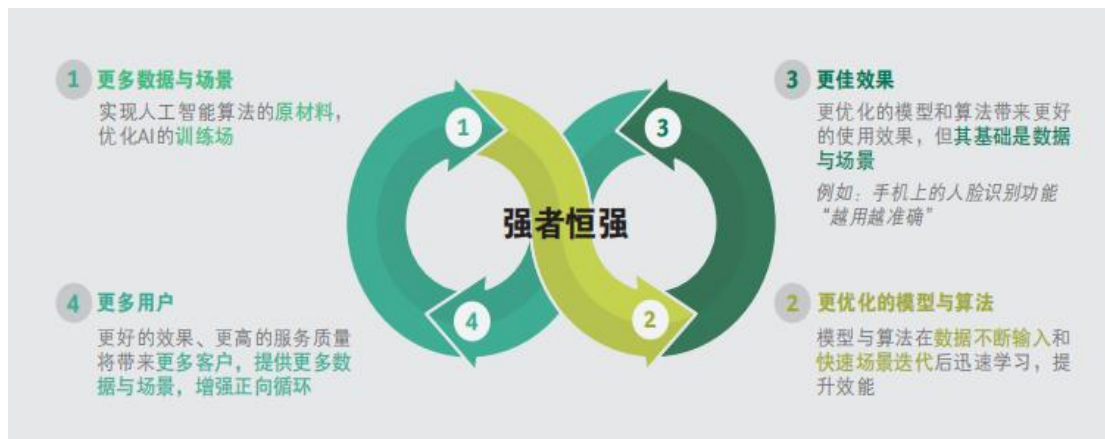 1 更多数据与场景
实现人工智能算法的原材料，
优化AI的训练场
3 更佳效果
更优化的模型和算法带来更好
的使用效果，但其基础是数据
与场景
例如：手机上的人脸识别功能
“越用越准确”
1
3
强者恒强
4
2
4 更多用户
更好的效果、更高的服务质量
将带来更多客户，提供更多数
据与场景，增强正向循环
2 更优化的模型与算法
模型与算法在数据不断输入和
快速场景迭代后迅速学习，提
升效能